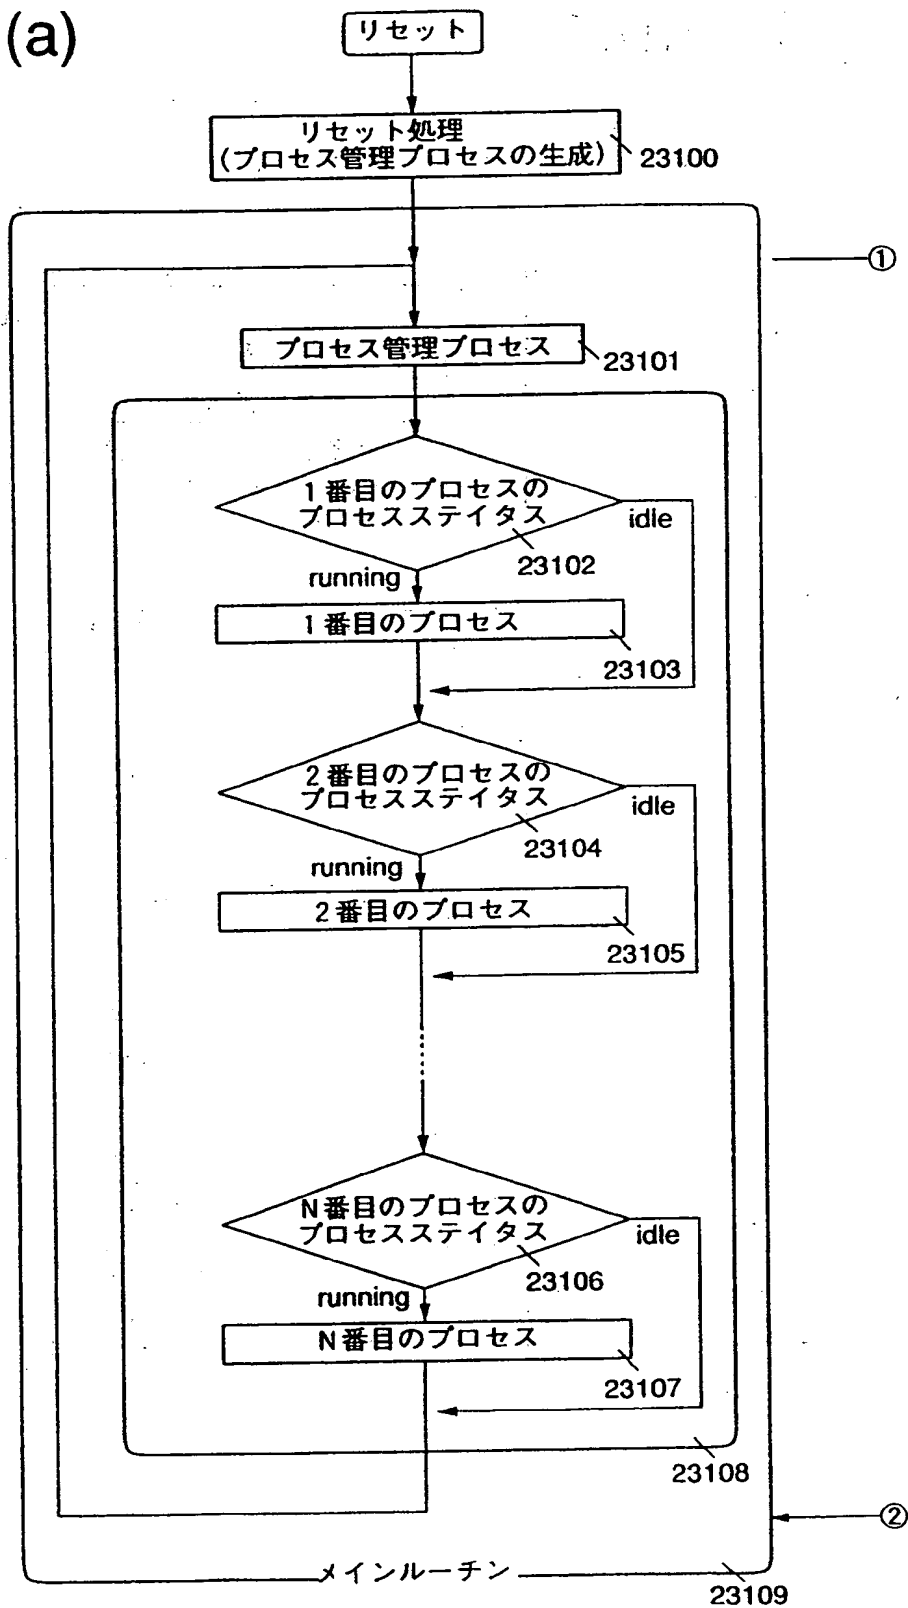 (a)
リセット
リセット処理
(プロセス管理プロセスの生成)
23100
①
プロセス管理プロセス
23101
1番目のプロセスの
プロセスステイタス
idle
23102
running
1番目のプロセス
23103
2番目のプロセスの
プロセスステイタス
idle
23104
running
2番目のプロセス
23105
N番目のプロセスの
プロセスステイタス
idle
23106
running
N番目のプロセス
23107
23108
②
メインルーチン
23109